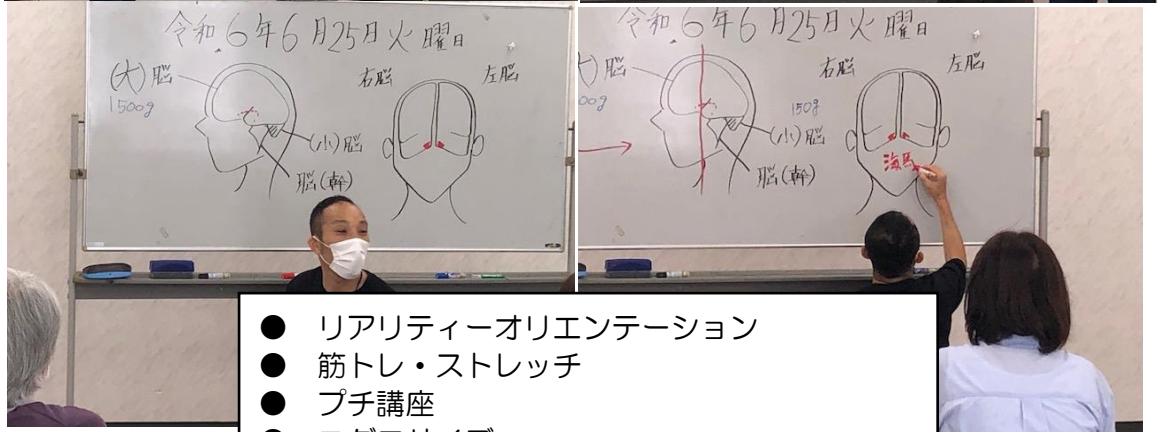 令和6年6月25日火曜日
(大)脳
1500g
右脳
左脳
(小)脳
脳(幹)
令和6年6月25日火曜日
)脳
00g
右脳
左脳
150g
(小)脳
脳(幹)
海馬
● リアリティーオリエンテーション
● 筋トレ・ストレッチ
● プチ講座